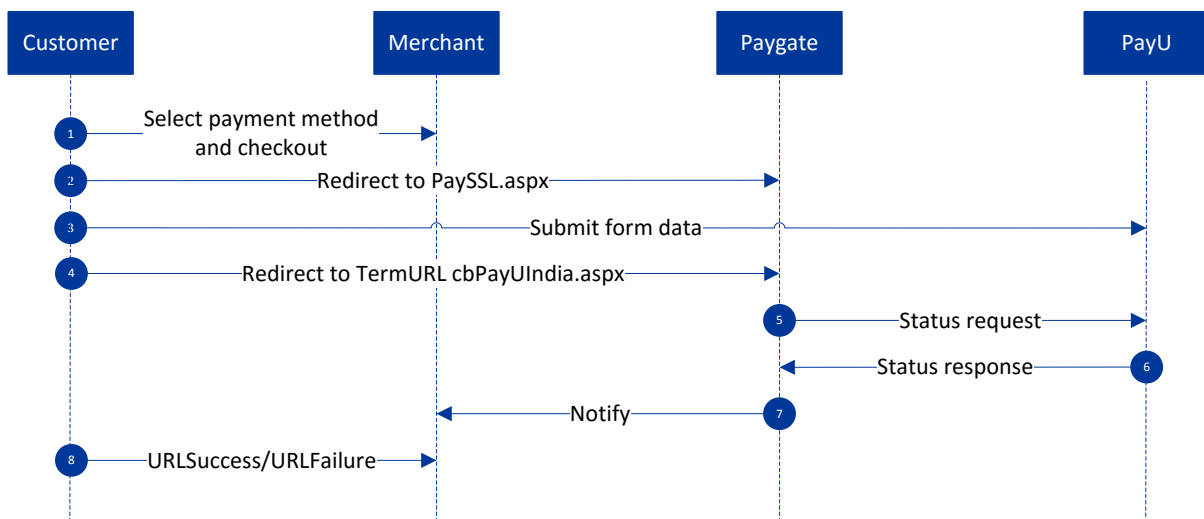 Customer
Merchant
Paygate
PayU
1
Select payment method
and checkout
2
Redirect to PaySSL.aspx
3
Submit form data
4
Redirect to TermURL cbPayUIndia.aspx
5
Status request
Status response
6
Notify
7
8
URLSuccess/URLFailure